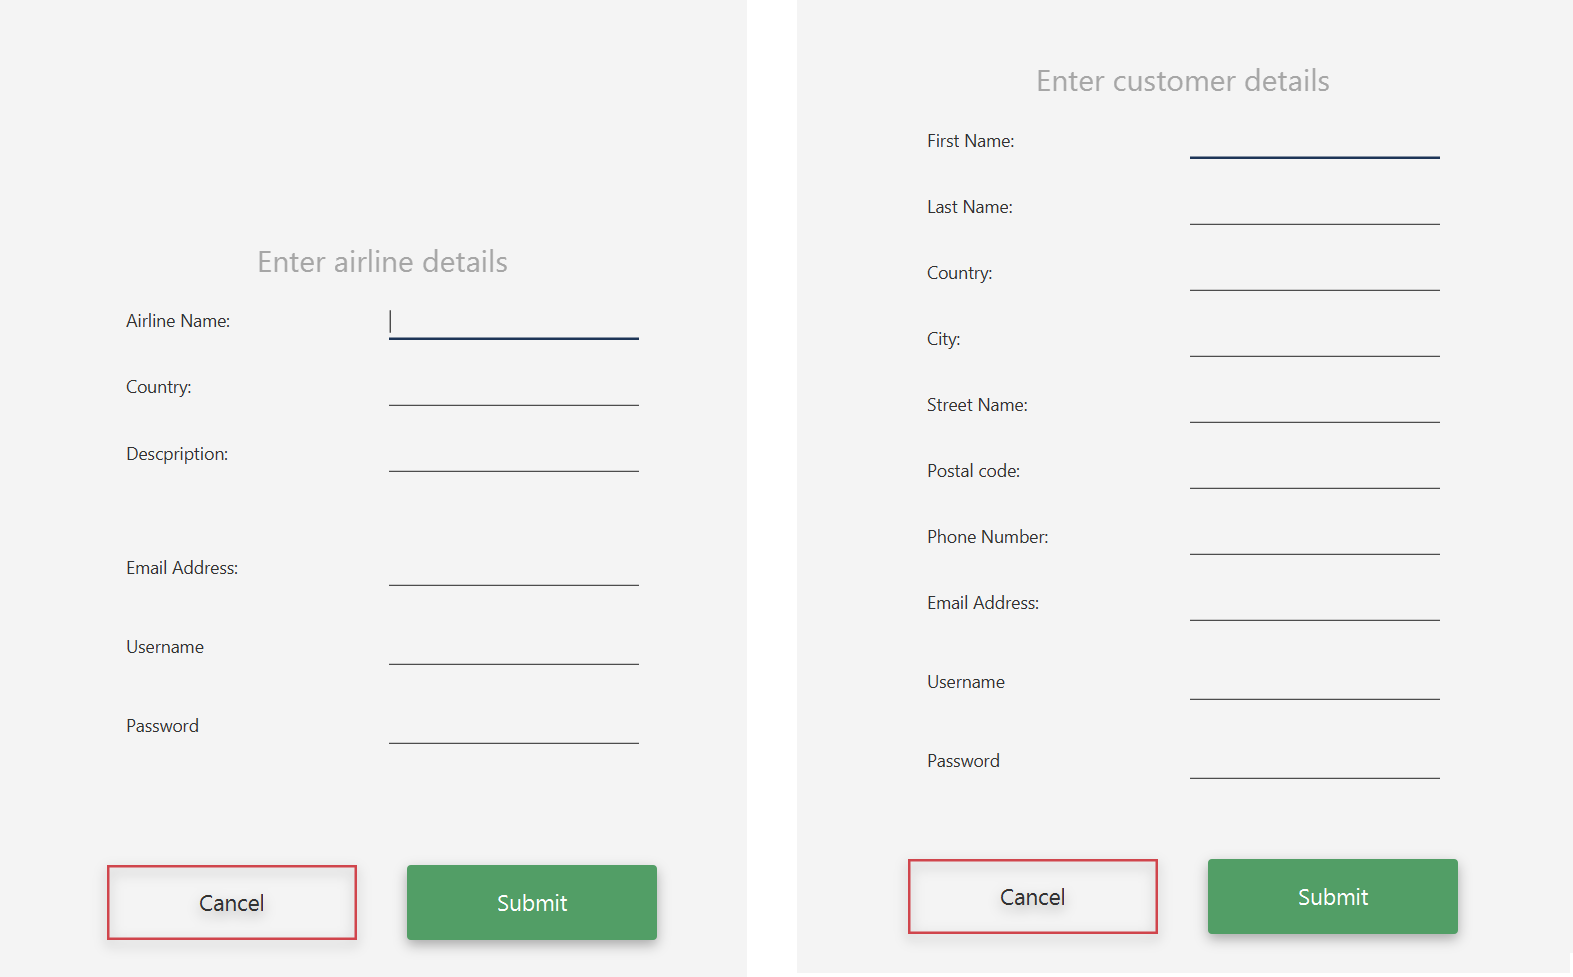 Enter airline details
Airline Name:
Country:
Descpription:
Email Address:
Username
Password
Cancel
Submit
Enter customer details
First Name:
Last Name:
Country:
City:
Street Name:
Postal code:
Phone Number:
Email Address:
Username
Password
Cancel
Submit